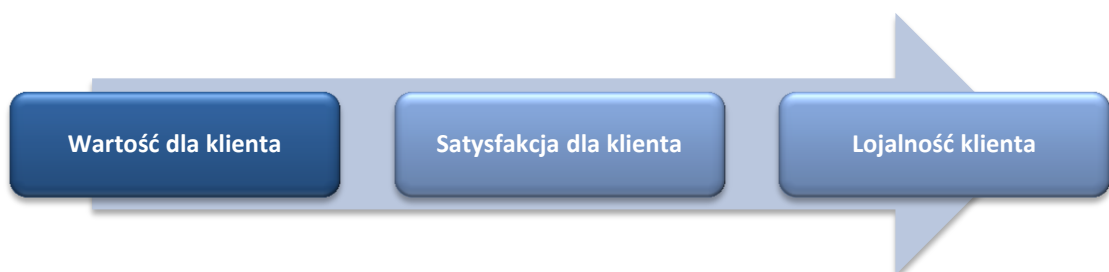 Wartość dla klienta
Satysfakcja dla klienta
Lojalność klienta